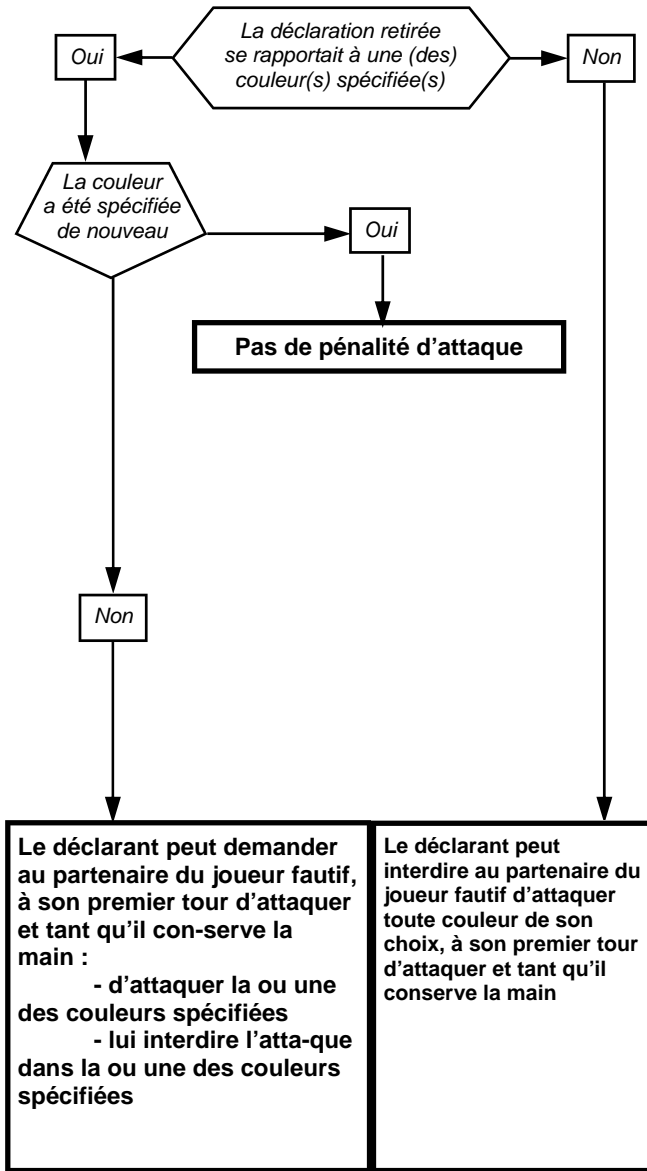 La déclaration retirée
se rapportait à une (des)
couleur(s) spécifiée(s)
Oui
Non
La couleur
a été spécifiée
de nouveau
Oui
Pas de pénalité d’attaque
Non
Le déclarant peut demander
au partenaire du joueur fautif,
à son premier tour d’attaquer
et tant qu’il con-serve la
main :
- d’attaquer la ou une
des couleurs spécifiées
- lui interdire l’atta-que
dans la ou une des couleurs
spécifiées
Le déclarant peut
interdire au partenaire du
joueur fautif d’attaquer
toute couleur de son
choix, à son premier tour
d’attaquer et tant qu’il
conserve la main